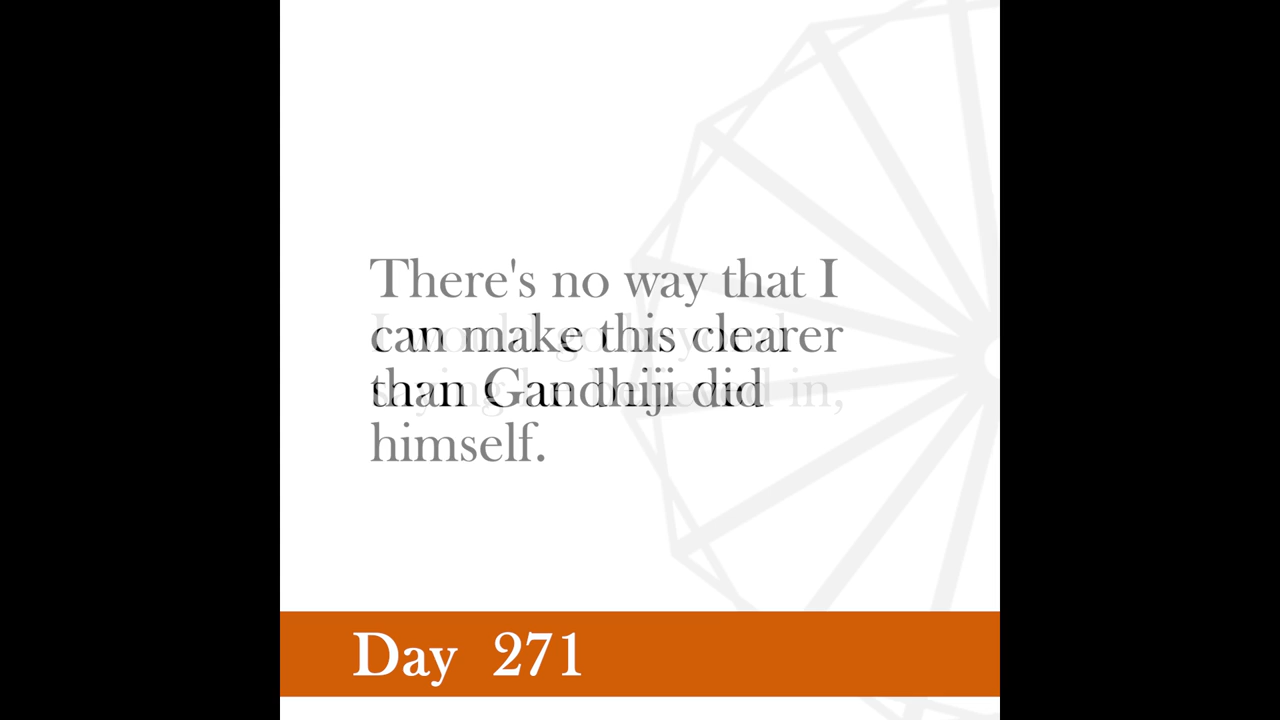 There's no way that I
can make this clearer
than Gandhiji did
himself.
Day 271